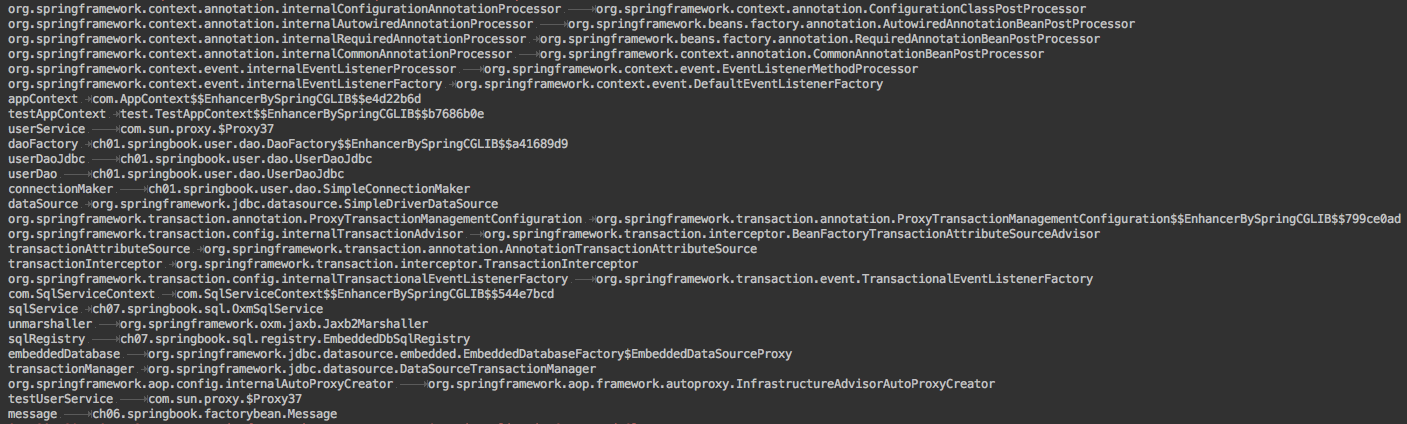 org.springframework.context.annotation.internalConfigurationAnnotationProcessor org.springframework.context.annotation.ConfigurationClassPostProcessor
org.springframework.context.annotation.internalAutowiredAnnotationProcessor org.springframework.beans.factory.annotation.AutowiredAnnotationBeanPostProcessor
org.springframework.context.annotation.internalRequiredAnnotationProcessor org.springframework.beans.factory.annotation.RequiredAnnotationBeanPostProcessor
org.springframework.context.annotation.internalCommonAnnotationProcessor org.springframework.context.annotation.CommonAnnotationBeanPostProcessor
org.springframework.context.event.internalEventListenerProcessor org.springframework.context.event.EventListenerMethodProcessor
org.springframework.context.event.internalEventListenerFactory org.springframework.context.event.DefaultEventListenerFactory
appContext com.AppContext$$EnhancerBySpringCGLIB$$e4d22b6d
testAppContext test.TestAppContext$$EnhancerBySpringCGLIB$$b7686b0e
userService com.sun.proxy.$Proxy37
daoFactory ch01.springbook.user.dao.DaoFactory$$EnhancerBySpringCGLIB$$a41689d9
userDaoJdbc ch01.springbook.user.dao.UserDaoJdbc
userDao ch01.springbook.user.dao.UserDaoJdbc
connectionMaker ch01.springbook.user.dao.SimpleConnectionMaker
dataSource org.springframework.jdbc.datasource.SimpleDriverDataSource
org.springframework.transaction.annotation.ProxyTransactionManagementConfiguration org.springframework.transaction.annotation.ProxyTransactionManagementConfiguration$$EnhancerBySpringCGLIB$$799ce0ad
org.springframework.transaction.config.internalTransactionAdvisor org.springframework.transaction.interceptor.BeanFactoryTransactionAttributeSourceAdvisor
transactionAttributeSource org.springframework.transaction.annotation.AnnotationTransactionAttributeSource
transactionInterceptor org.springframework.transaction.interceptor.TransactionInterceptor
org.springframework.transaction.config.internalTransactionalEventListenerFactory org.springframework.transaction.event.TransactionalEventListenerFactory
com.SqlServiceContext com.SqlServiceContext$$EnhancerBySpringCGLIB$$544e7bcd
sqlService ch07.springbook.sql.OxmSqlService
unmarshaller org.springframework.oxm.jaxb.Jaxb2Marshaller
sqlRegistry ch07.springbook.sql.registry.EmbeddedDbSqlRegistry
embeddedDatabase org.springframework.jdbc.datasource.embedded.EmbeddedDatabaseFactory$EmbeddedDataSourceProxy
transactionManager org.springframework.jdbc.datasource.DataSourceTransactionManager
org.springframework.aop.config.internalAutoProxyCreator org.springframework.aop.framework.autoproxy.InfrastructureAdvisorAutoProxyCreator
testUserService com.sun.proxy.$Proxy37
message ch06.springbook.factorybean.Message